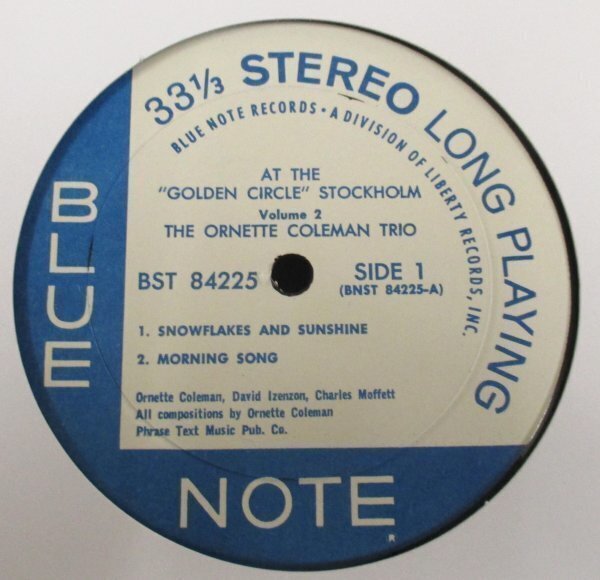 33⅓ STEREO LONG PLAYING
BLUE NOTE RECORDS • A DIVISION OF LIBERTY RECORDS, INC.
AT THE
"GOLDEN CIRCLE" STOCKHOLM
Volume 2
THE ORNETTE COLEMAN TRIO
BST 84225
SIDE 1
(BNST 84225-A)
1. SNOWFLAKES AND SUNSHINE
2. MORNING SONG
Ornette Coleman, David Izenzon, Charles Moffett
All compositions by Ornette Coleman
Phrase Text Music Pub. Co.
BLUE
NOTE
R